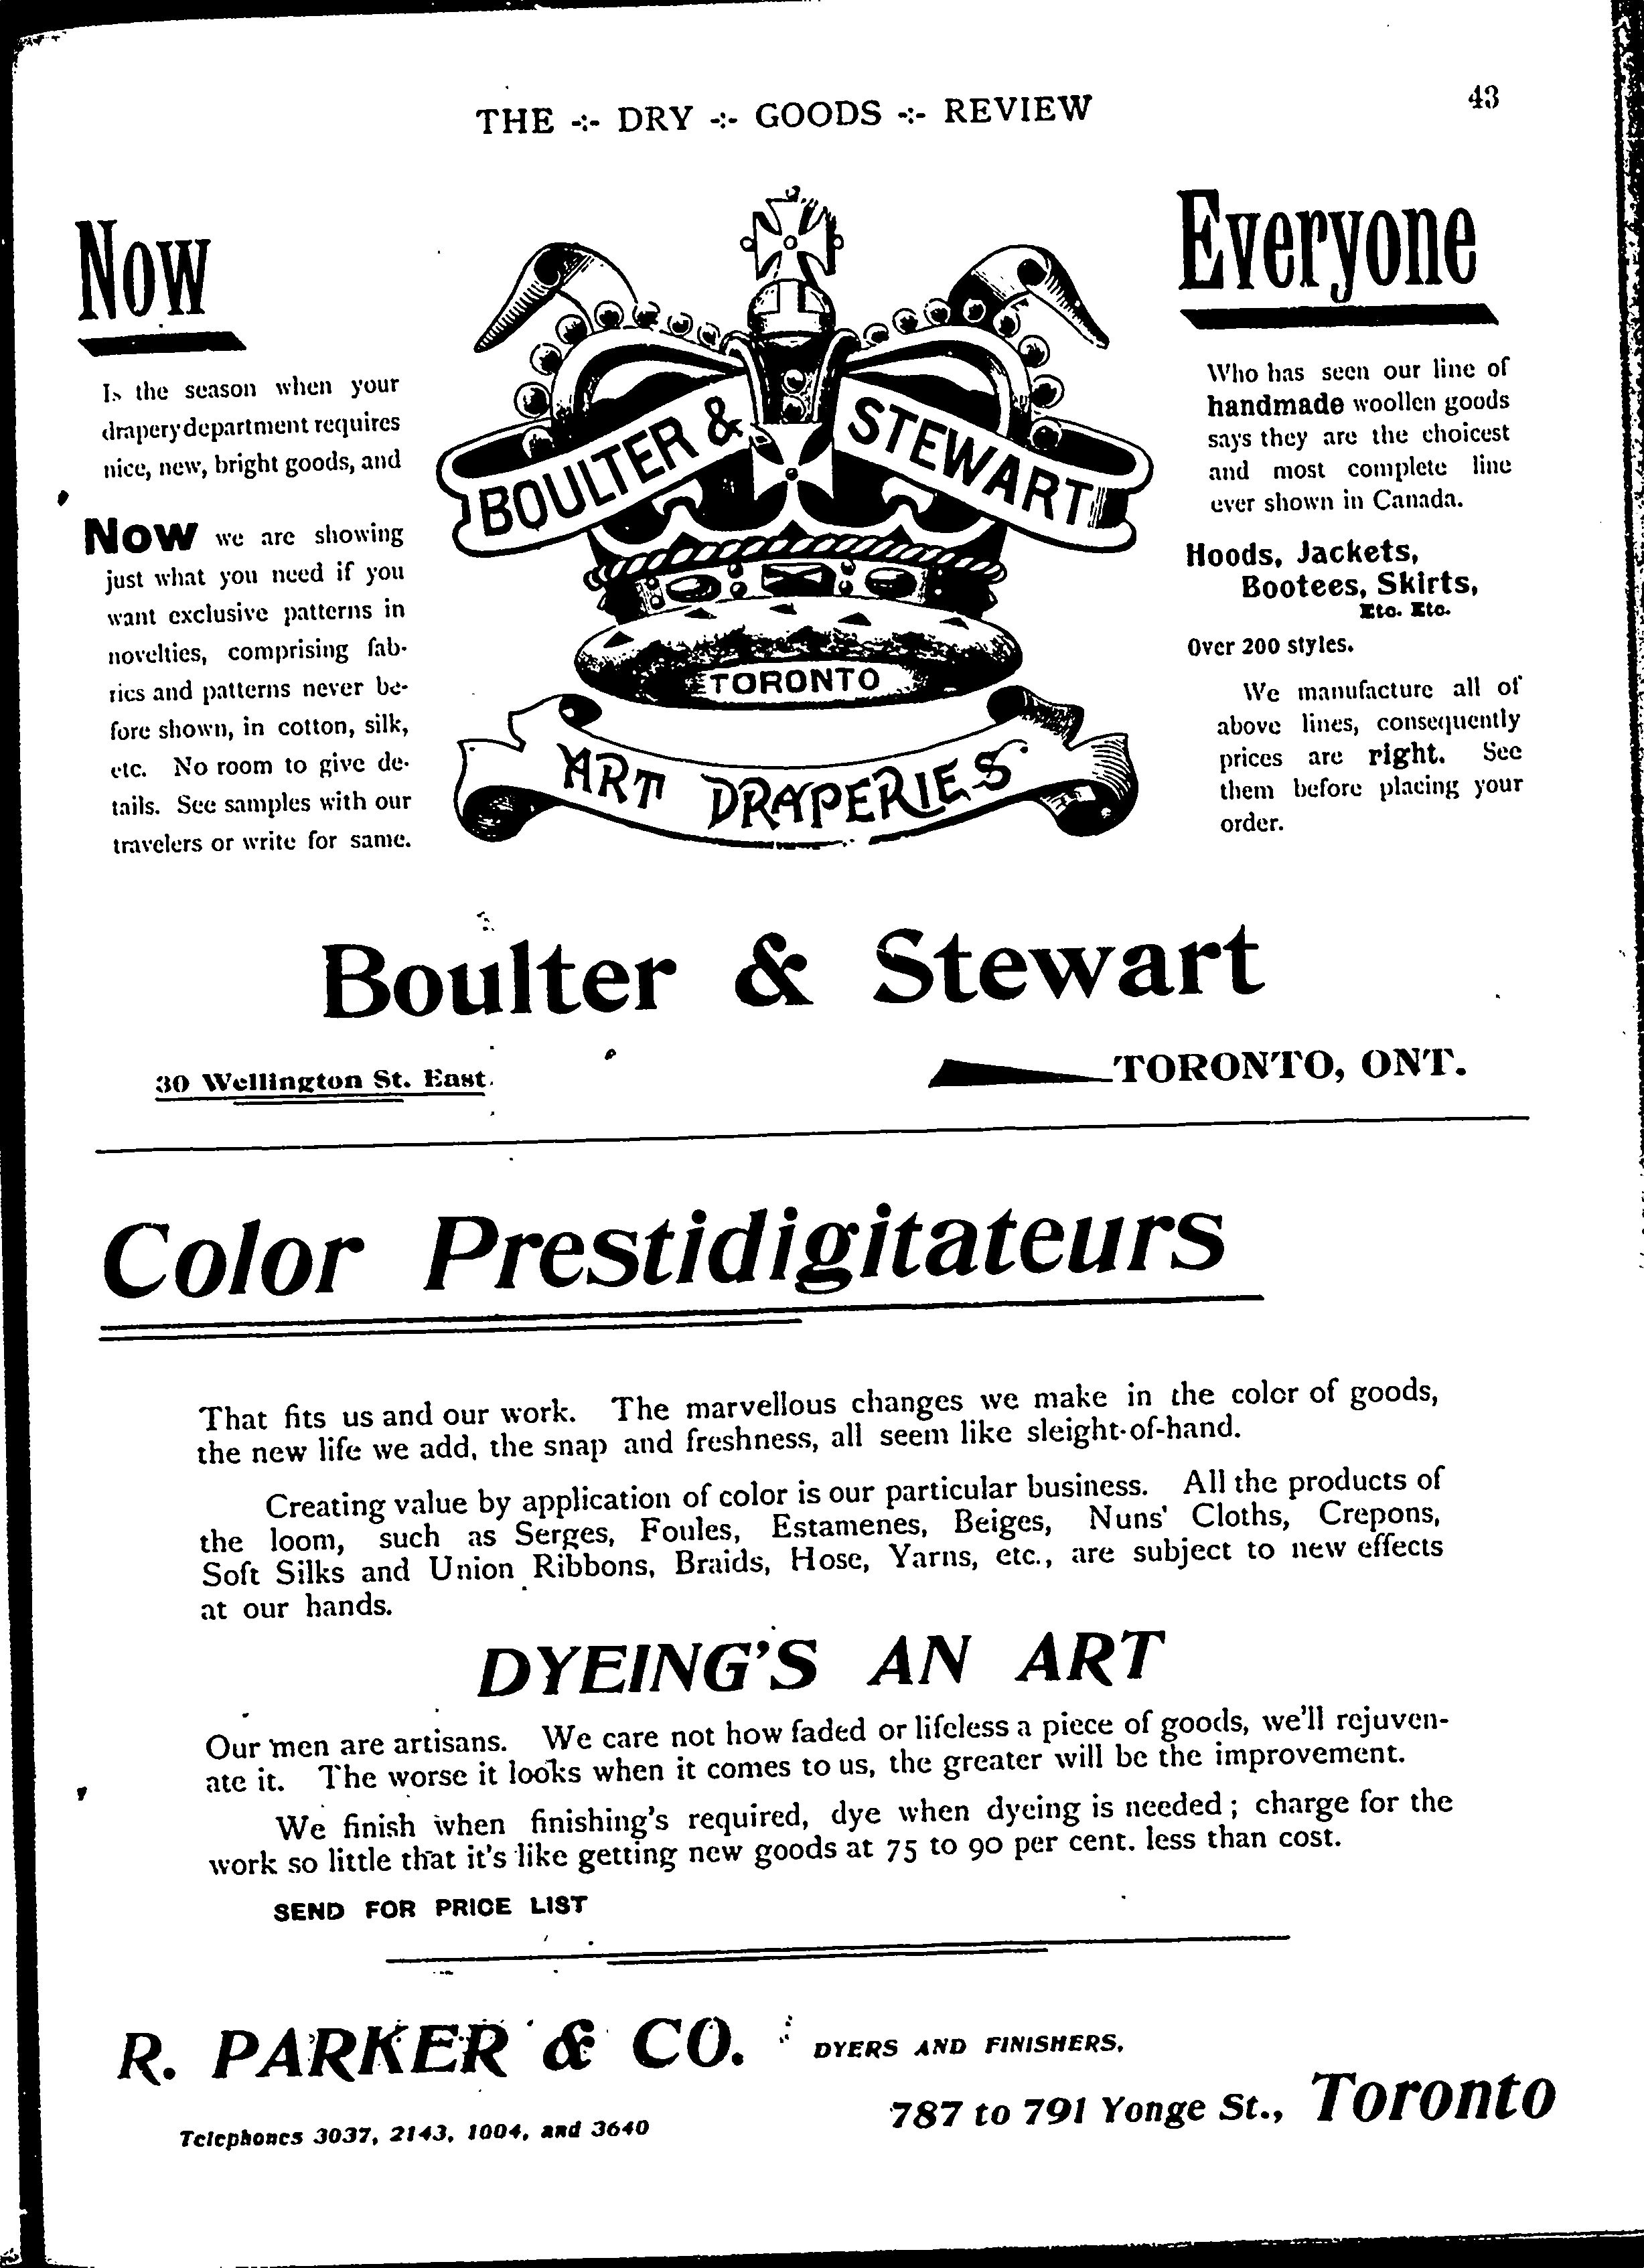 THE -:- DRY -:- GOODS -:- REVIEW
43
Now
Is the season when your
drapery department requires
nice, new, bright goods, and
Now we are showing
just what you need if you
want exclusive patterns in
novelties, comprising fab-
rics and patterns never be-
fore shown, in cotton, silk,
etc. No room to give de-
tails. See samples with our
travelers or write for same.
BOULTER & STEWART
TORONTO
ART DRAPERIES
Everyone
Who has seen our line of
handmade woollen goods
says they are the choicest
and most complete line
ever shown in Canada.
Hoods, Jackets,
Bootees, Skirts,
Etc. Etc.
Over 200 styles.
We manufacture all of
above lines, consequently
prices are right. See
them before placing your
order.
Boulter & Stewart
30 Wellington St. East.
TORONTO, ONT.
Color Prestidigitateurs
That fits us and our work. The marvellous changes we make in the color of goods,
the new life we add, the snap and freshness, all seem like sleight-of-hand.
Creating value by application of color is our particular business. All the products of
the loom, such as Serges, Foules, Estamenes, Beiges, Nuns' Cloths, Crepons,
Soft Silks and Union Ribbons, Braids, Hose, Yarns, etc., are subject to new effects
at our hands.
DYEING'S AN ART
Our men are artisans. We care not how faded or lifeless a piece of goods, we'll rejuven-
ate it. The worse it looks when it comes to us, the greater will be the improvement.
We finish when finishing's required, dye when dyeing is needed; charge for the
work so little that it's like getting new goods at 75 to 90 per cent. less than cost.
SEND FOR PRICE LIST
R. PARKER & CO.
DYERS AND FINISHERS,
787 to 791 Yonge St., Toronto
Telephones 3037, 2143, 1004, and 3640